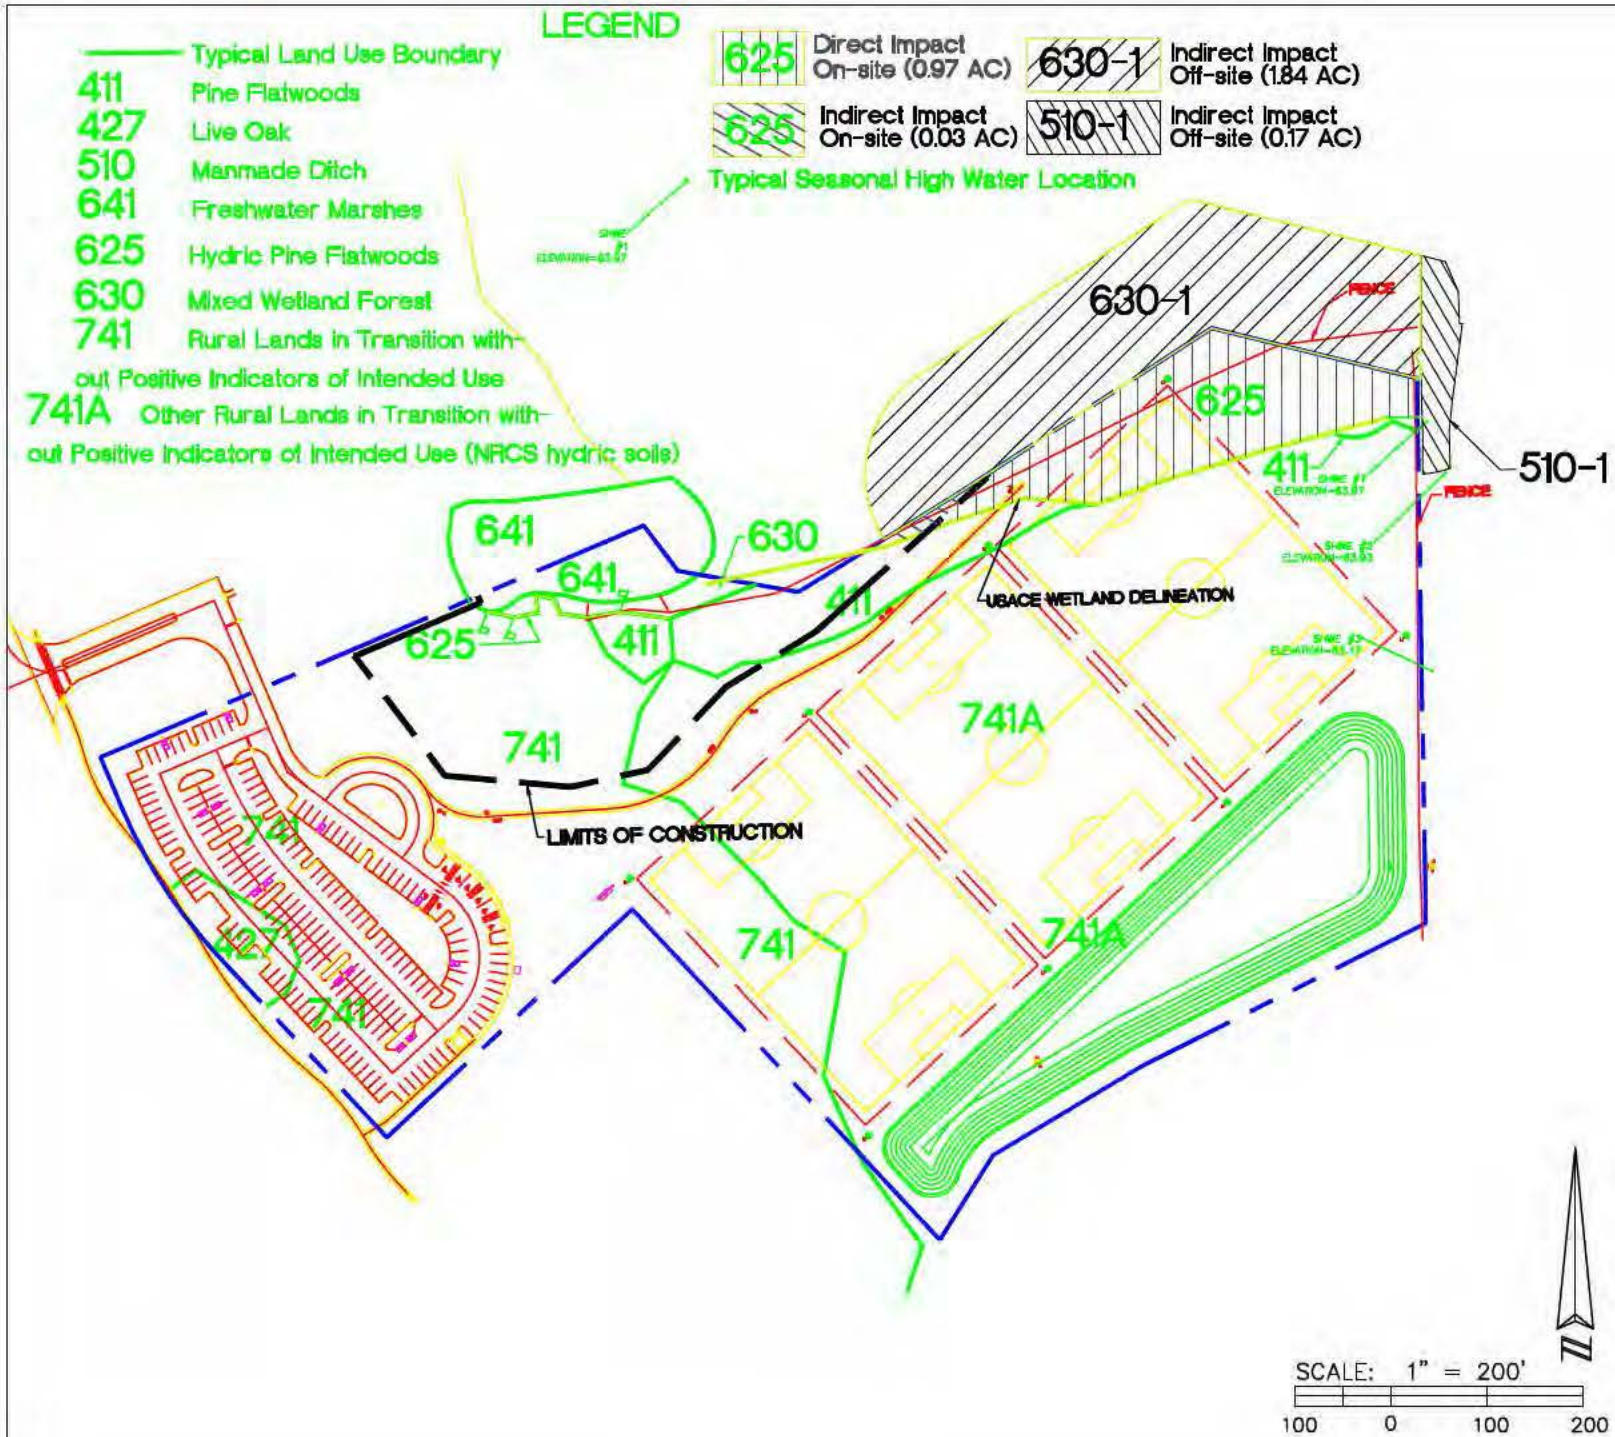 LEGEND
Typical Land Use Boundary
411 Pine Flatwoods
427 Live Oak
510 Manmade Ditch
641 Freshwater Marshes
625 Hydric Pine Flatwoods
630 Mixed Wetland Forest
741 Rural Lands in Transition with-
out Positive Indicators of Intended Use
741A Other Rural Lands in Transition with-
out Positive Indicators of Intended Use (NRCS hydric soils)
625 Direct Impact
On-site (0.97 AC)
630-1 Indirect Impact
Off-site (1.84 AC)
625 Indirect Impact
On-site (0.03 AC)
510-1 Indirect Impact
Off-site (0.17 AC)
Typical Seasonal High Water Location
630-1
FENCE
625
411
510-1
FENCE
641
630
641
411
USACE WETLAND DELINEATION
625
411
741A
741
LIMITS OF CONSTRUCTION
741
741
741A
427
741
SCALE: 1" = 200'
100 0 100 200